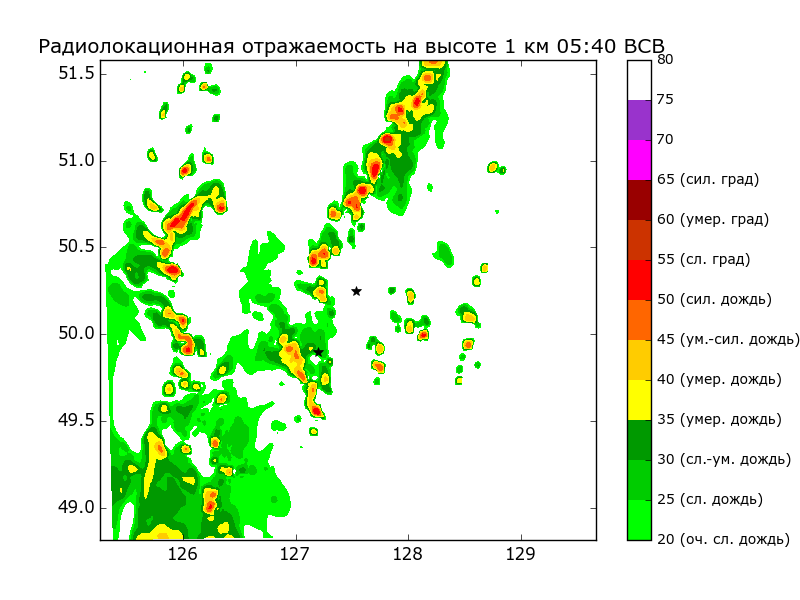 Радиолокационная отражаемость на высоте 1 км 05:40 ВСВ
51.5
51.0
50.5
50.0
49.5
49.0
126
127
128
129
80
75
70
65 (сил. град)
60 (умер. град)
55 (сл. град)
50 (сил. дождь)
45 (ум.-сил. дождь)
40 (умер. дождь)
35 (умер. дождь)
30 (сл.-ум. дождь)
25 (сл. дождь)
20 (оч. сл. дождь)